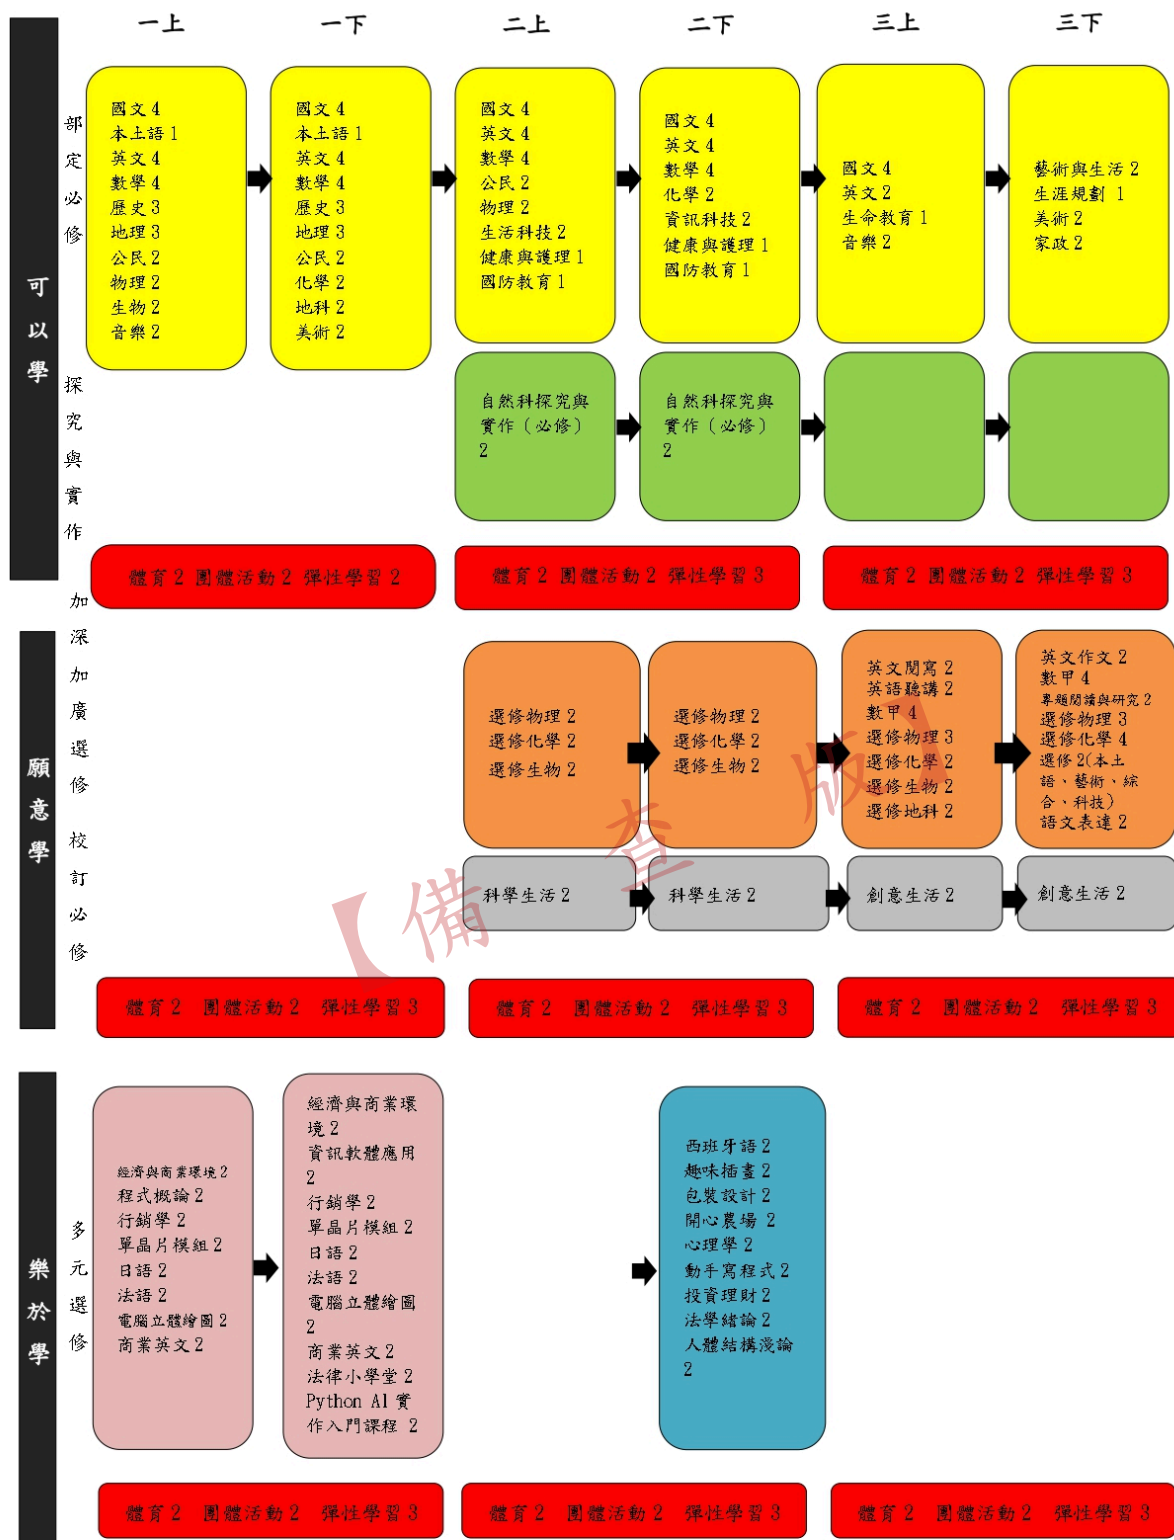 一上
一下
二上
二下
三上
三下
可以學
部定必修
國文 4
本土語 1
英文 4
數學 4
歷史 3
地理 3
公民 2
物理 2
生物 2
音樂 2
國文 4
本土語 1
英文 4
數學 4
歷史 3
地理 3
公民 2
化學 2
地科 2
美術 2
國文 4
英文 4
數學 4
公民 2
物理 2
生活科技 2
健康與護理 1
國防教育 1
國文 4
英文 4
數學 4
化學 2
資訊科技 2
健康與護理 1
國防教育 1
國文 4
英文 2
生命教育 1
音樂 2
藝術與生活 2
生涯規劃 1
美術 2
家政 2
探究與實作
自然科探究與
實作（必修）
2
自然科探究與
實作（必修）
2
體育 2 團體活動 2 彈性學習 2
體育 2 團體活動 2 彈性學習 3
體育 2 團體活動 2 彈性學習 3
願意學
加深加廣選修
選修物理 2
選修化學 2
選修生物 2
選修物理 2
選修化學 2
選修生物 2
英文閱寫 2
英語聽講 2
數甲 4
選修物理 3
選修化學 2
選修生物 2
選修地科 2
英文作文 2
數甲 4
專題閱讀與研究 2
選修物理 3
選修化學 4
選修 2(本土
語、藝術、綜
合、科技)
語文表達 2
校訂必修
科學生活 2
科學生活 2
創意生活 2
創意生活 2
【備查版】
體育 2 團體活動 2 彈性學習 3
體育 2 團體活動 2 彈性學習 3
體育 2 團體活動 2 彈性學習 3
樂於學
多元選修
經濟與商業環境 2
程式概論 2
行銷學 2
單晶片模組 2
日語 2
法語 2
電腦立體繪圖 2
商業英文 2
經濟與商業環
境 2
資訊軟體應用
2
行銷學 2
單晶片模組 2
日語 2
法語 2
電腦立體繪圖
2
商業英文 2
法律小學堂 2
Python AI 實
作入門課程 2
西班牙語 2
趣味插畫 2
包裝設計 2
開心農場 2
心理學 2
動手寫程式 2
投資理財 2
法學緒論 2
人體結構淺論
2
體育 2 團體活動 2 彈性學習 3
體育 2 團體活動 2 彈性學習 3
體育 2 團體活動 2 彈性學習 3